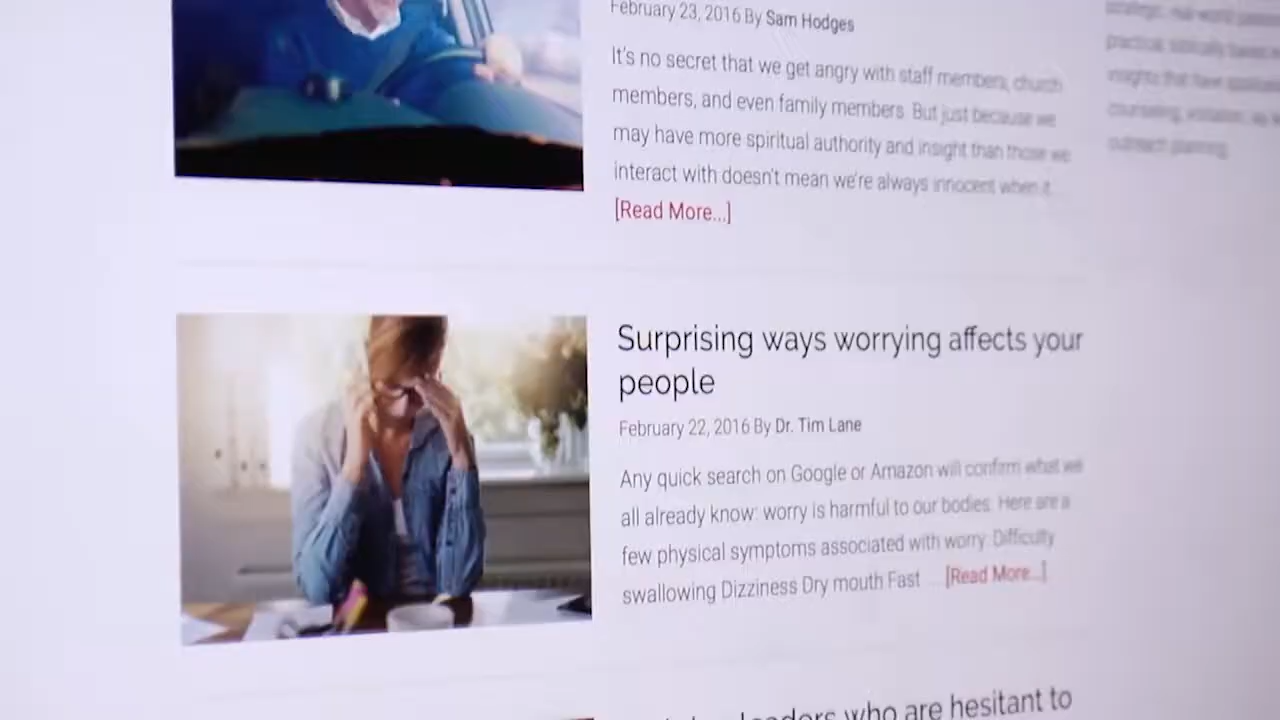 February 23, 2016 By Sam Hodges
It's no secret that we get angry with staff members, church
members, and even family members. But just because we
may have more spiritual authority and insight than those we
interact with doesn't mean we're always innocent when it
[Read More...]
Surprising ways worrying affects your
people
February 22, 2016 By Dr. Tim Lane
Any quick search on Google or Amazon will confirm what we
all already know: worry is harmful to our bodies. Here are a
few physical symptoms associated with worry: Difficulty
swallowing Dizziness Dry mouth Fast [Read More...]
leaders who are hesitant to
outreach planning.